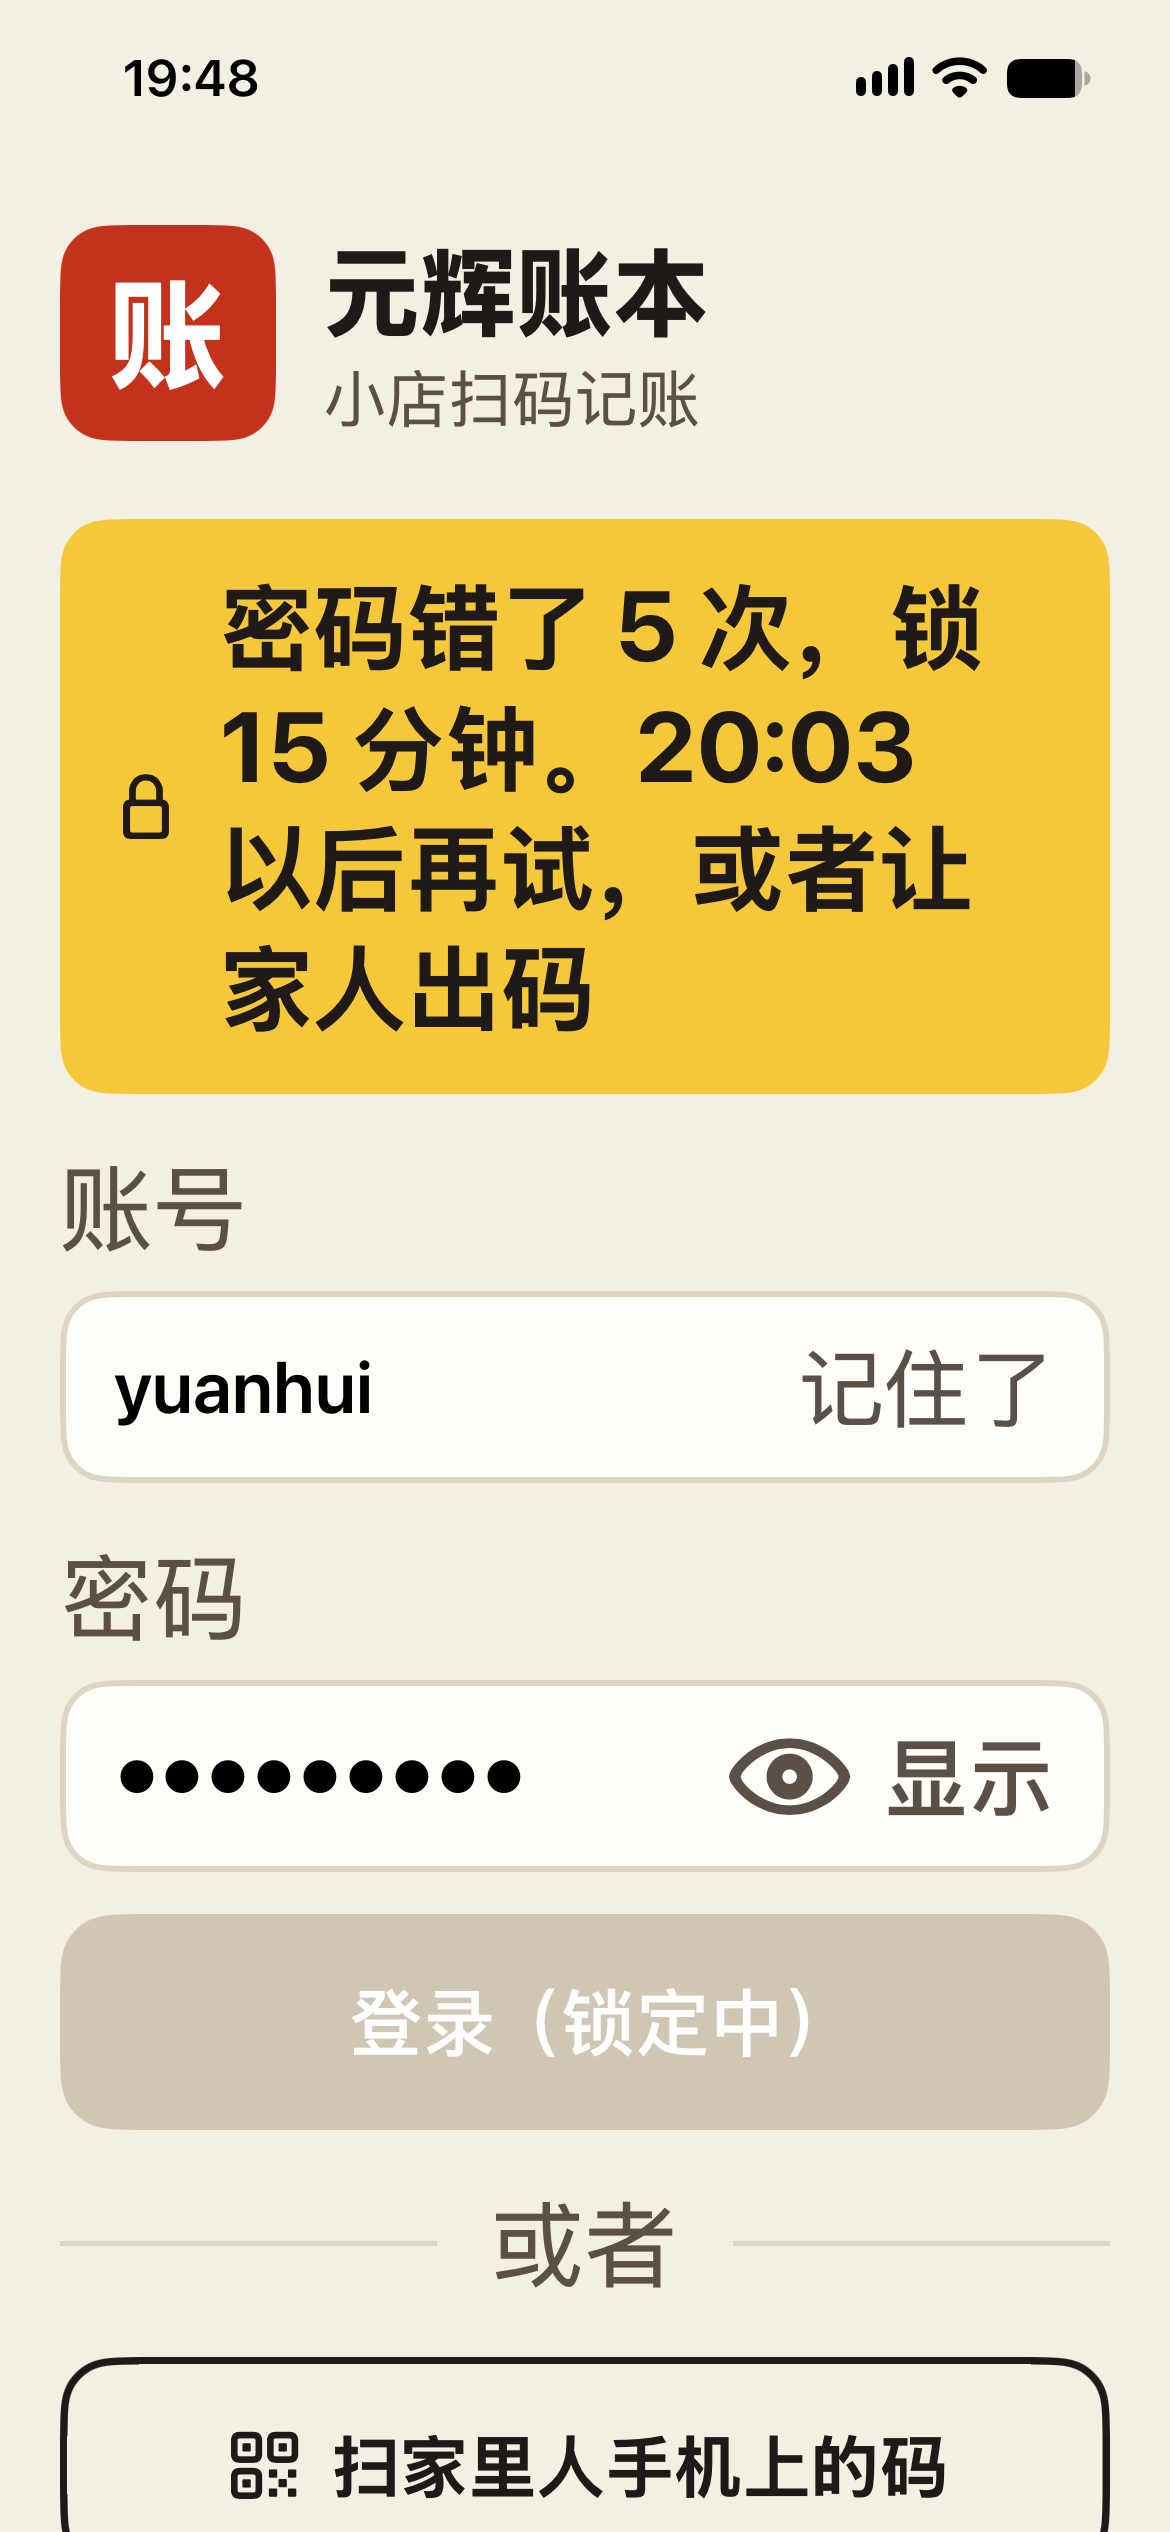 19:48
账
元辉账本
小店扫码记账
密码错了 5 次，锁
15 分钟。20:03
以后再试，或者让
家人出码
账号
yuanhui
记住了
密码
•••••••••
显示
登录（锁定中）
或者
扫家里人手机上的码